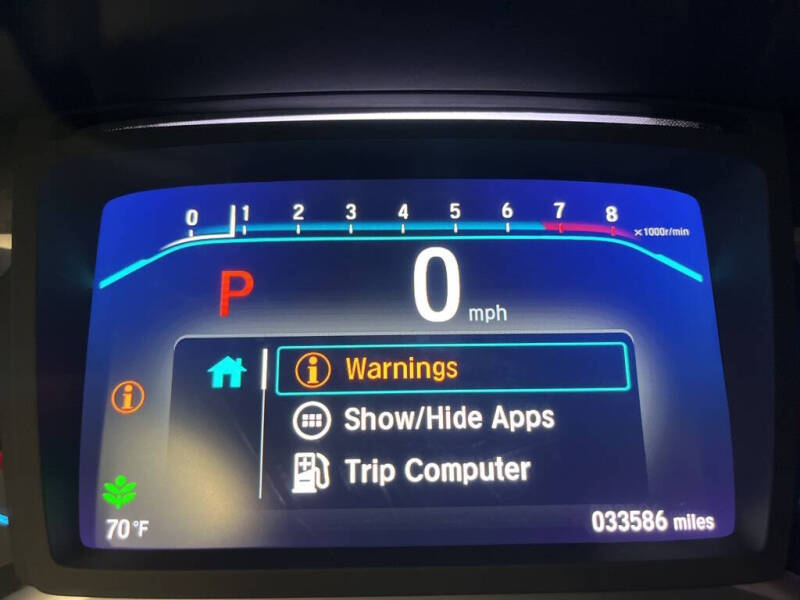 0 1 2 3 4 5 6 7 8 x1000r/min
P 0 mph
i Warnings
i
Show/Hide Apps
Trip Computer
70°F 033586 miles